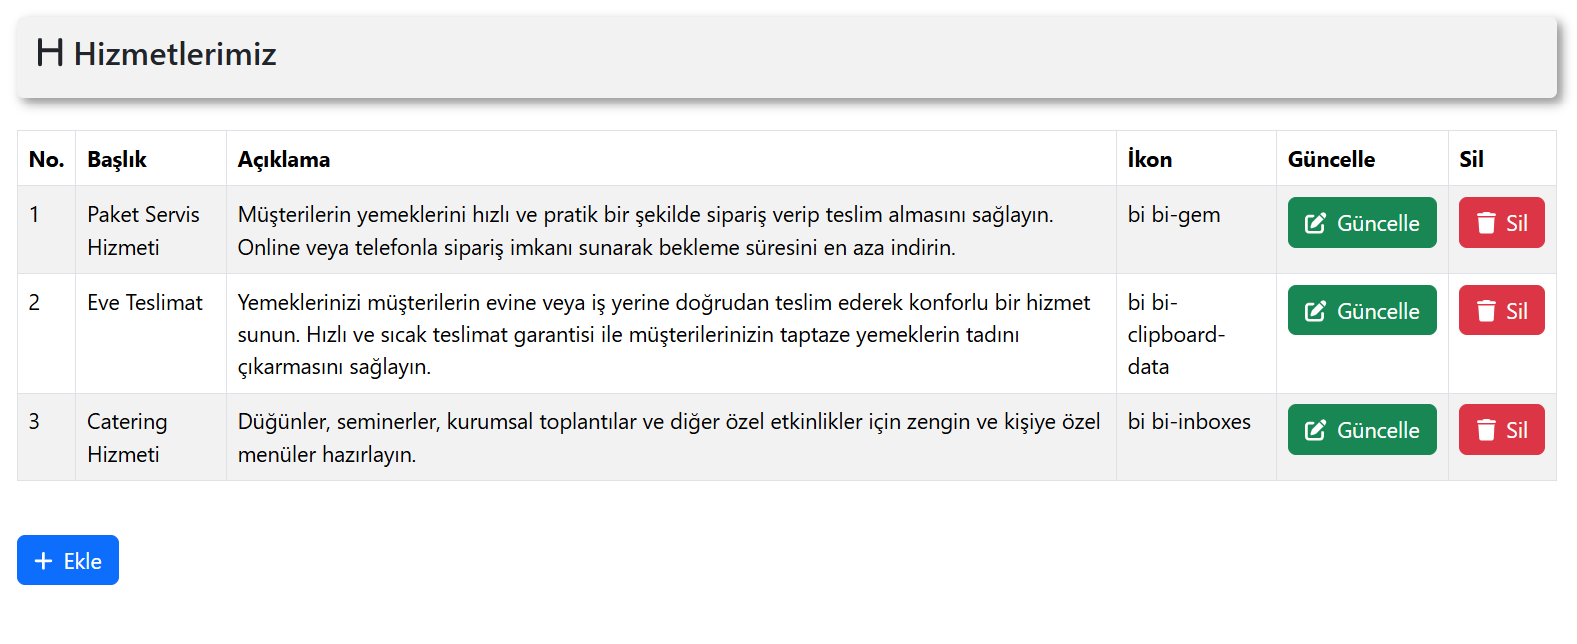 H Hizmetlerimiz
No. Başlık Açıklama İkon Güncelle Sil
1 Paket Servis Müşterilerin yemeklerini hızlı ve pratik bir şekilde sipariş verip teslim almasını sağlayın. bi bi-gem Güncelle Sil
Hizmeti Online veya telefonla sipariş imkanı sunarak bekleme süresini en aza indirin.
2 Eve Teslimat Yemeklerinizi müşterilerin evine veya iş yerine doğrudan teslim ederek konforlu bir hizmet bi bi- Güncelle Sil
sunun. Hızlı ve sıcak teslimat garantisi ile müşterilerinizin taptaze yemeklerin tadını clipboard-
çıkarmasını sağlayın. data
3 Catering Düğünler, seminerler, kurumsal toplantılar ve diğer özel etkinlikler için zengin ve kişiye özel bi bi-inboxes Güncelle Sil
Hizmeti menüler hazırlayın.
+ Ekle